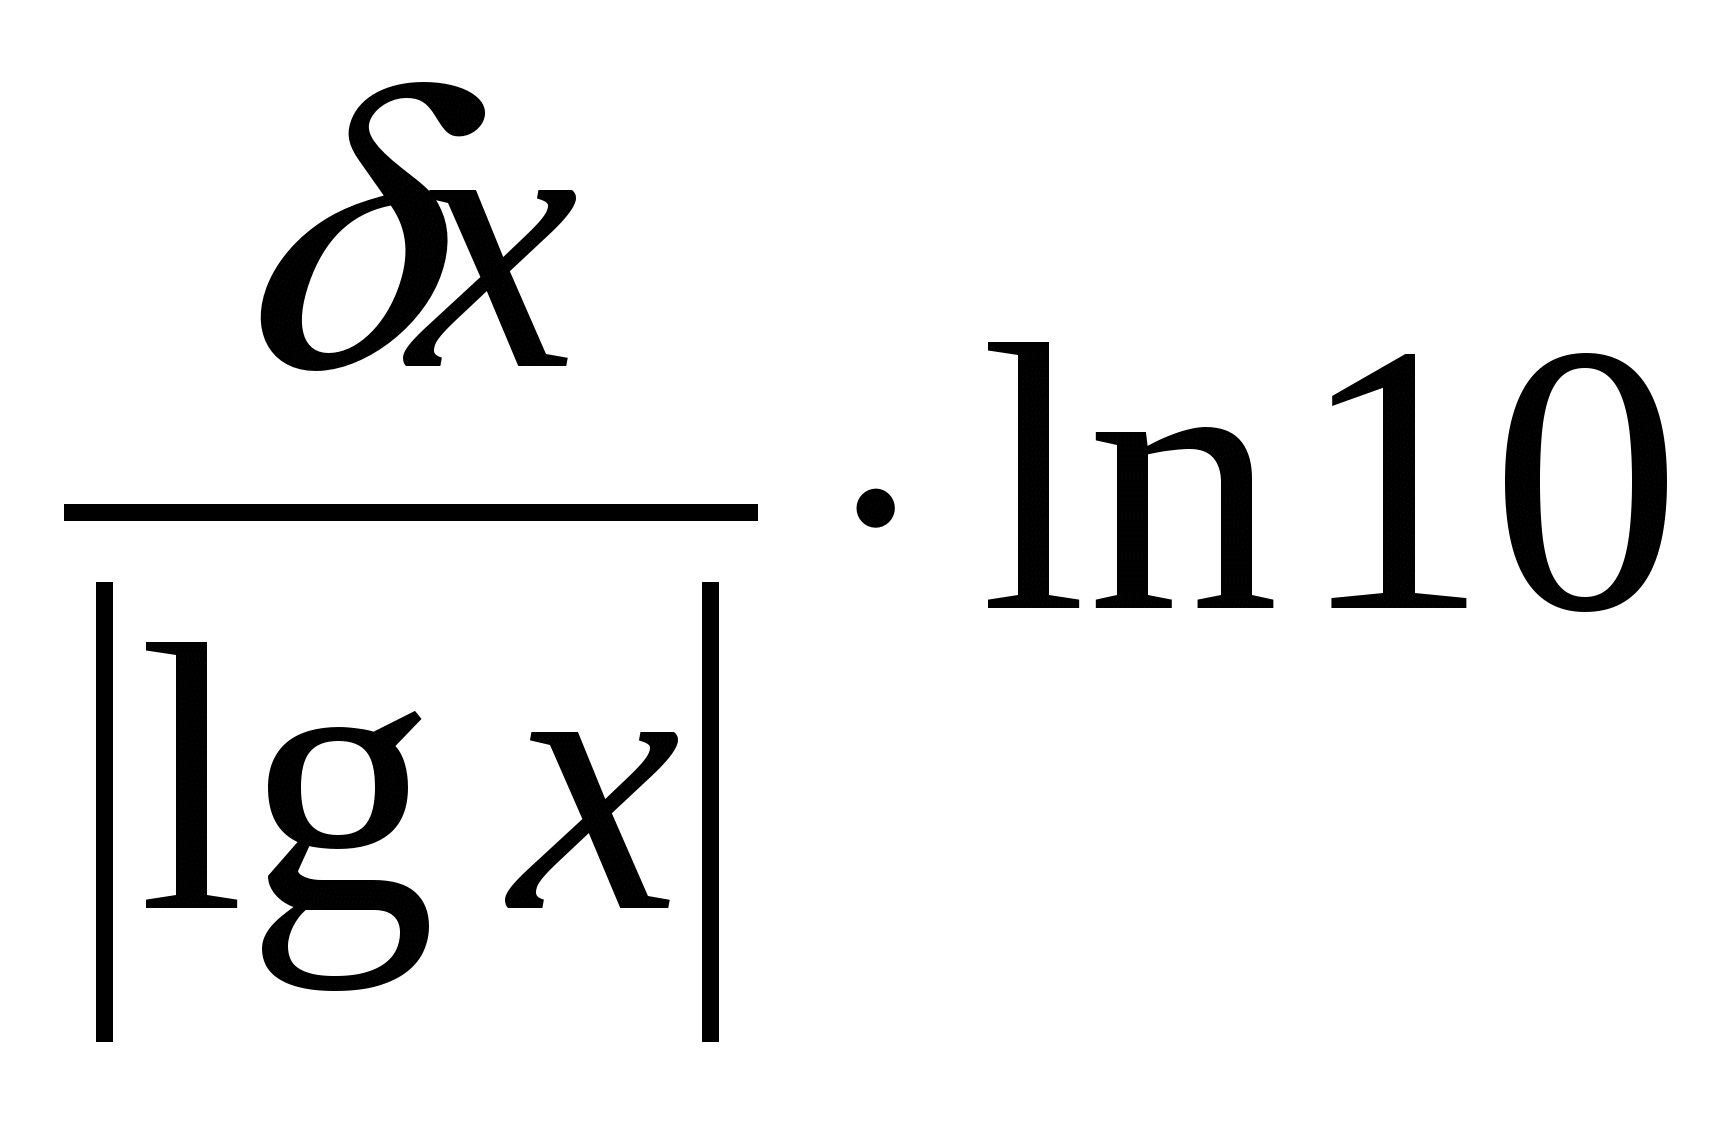 δx
· ln10
|lg x|